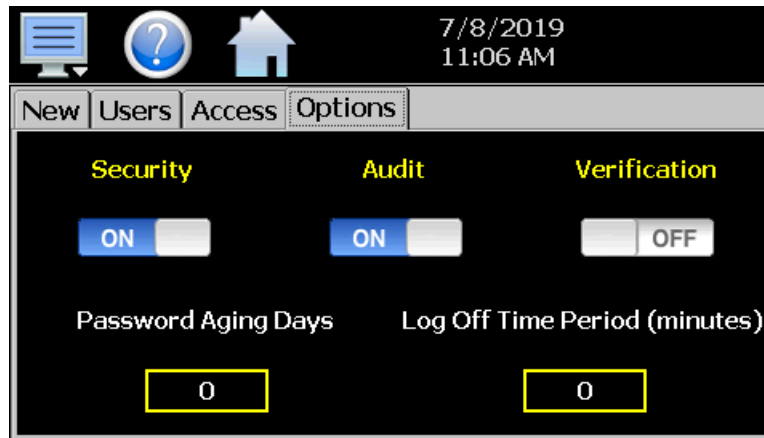 ?
7/8/2019
11:06 AM
New Users Access Options
Security Audit Verification
ON ON OFF
Password Aging Days Log Off Time Period (minutes)
0 0